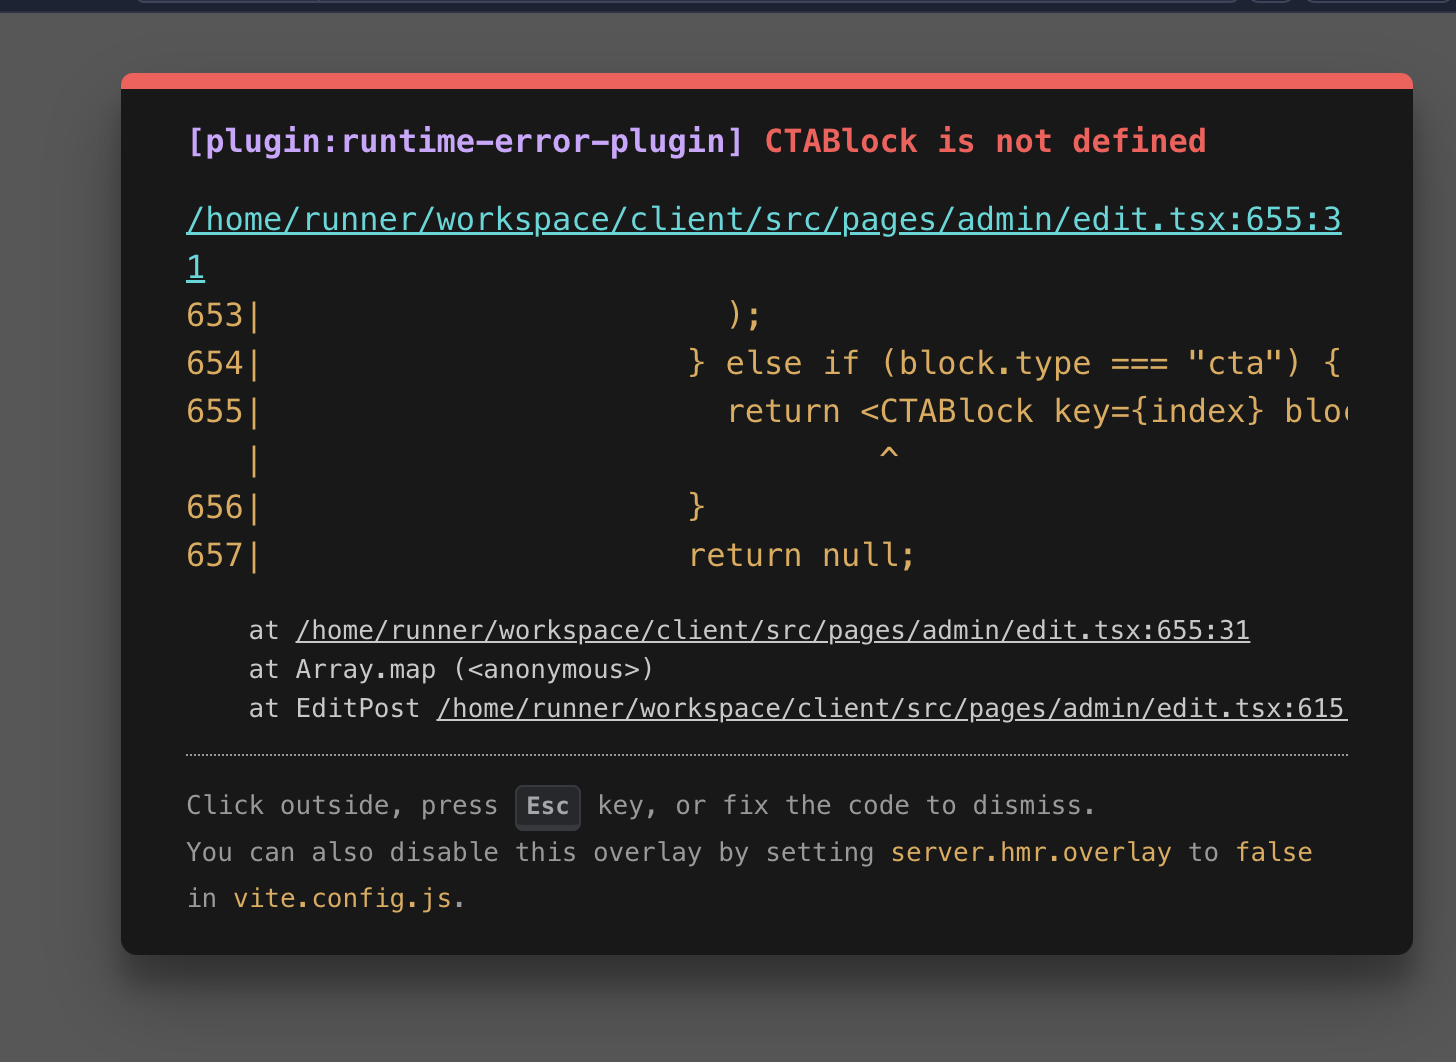 [plugin:runtime-error-plugin] CTABlock is not defined
/home/runner/workspace/client/src/pages/admin/edit.tsx:655:3
1
653|                        );
654|                      } else if (block.type === "cta") {
655|                        return <CTABlock key={index} bloc
   |                                ^
656|                      }
657|                      return null;
    at /home/runner/workspace/client/src/pages/admin/edit.tsx:655:31
    at Array.map (<anonymous>)
    at EditPost /home/runner/workspace/client/src/pages/admin/edit.tsx:615
Click outside, press Esc key, or fix the code to dismiss.
You can also disable this overlay by setting server.hmr.overlay to false
in vite.config.js.